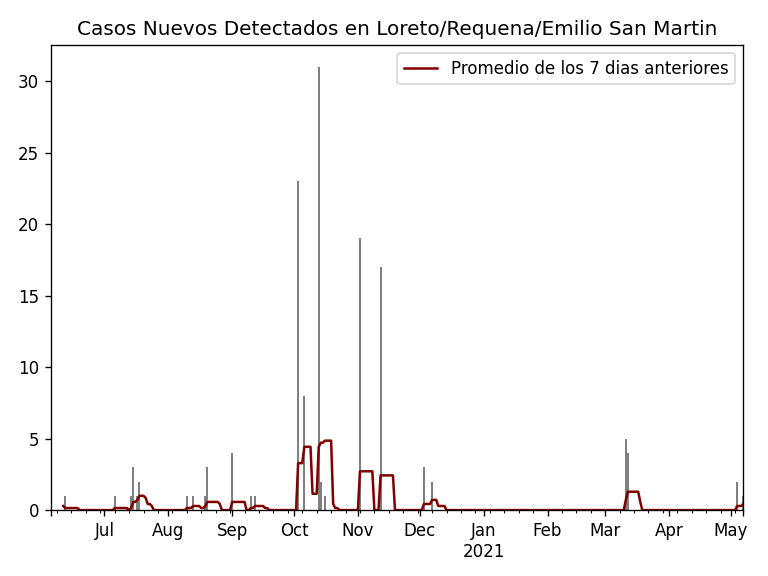 Casos Nuevos Detectados en Loreto/Requena/Emilio San Martin
Promedio de los 7 dias anteriores
30
25
20
15
10
5
0
Jul Aug Sep Oct Nov Dec Jan Feb Mar Apr May
2021